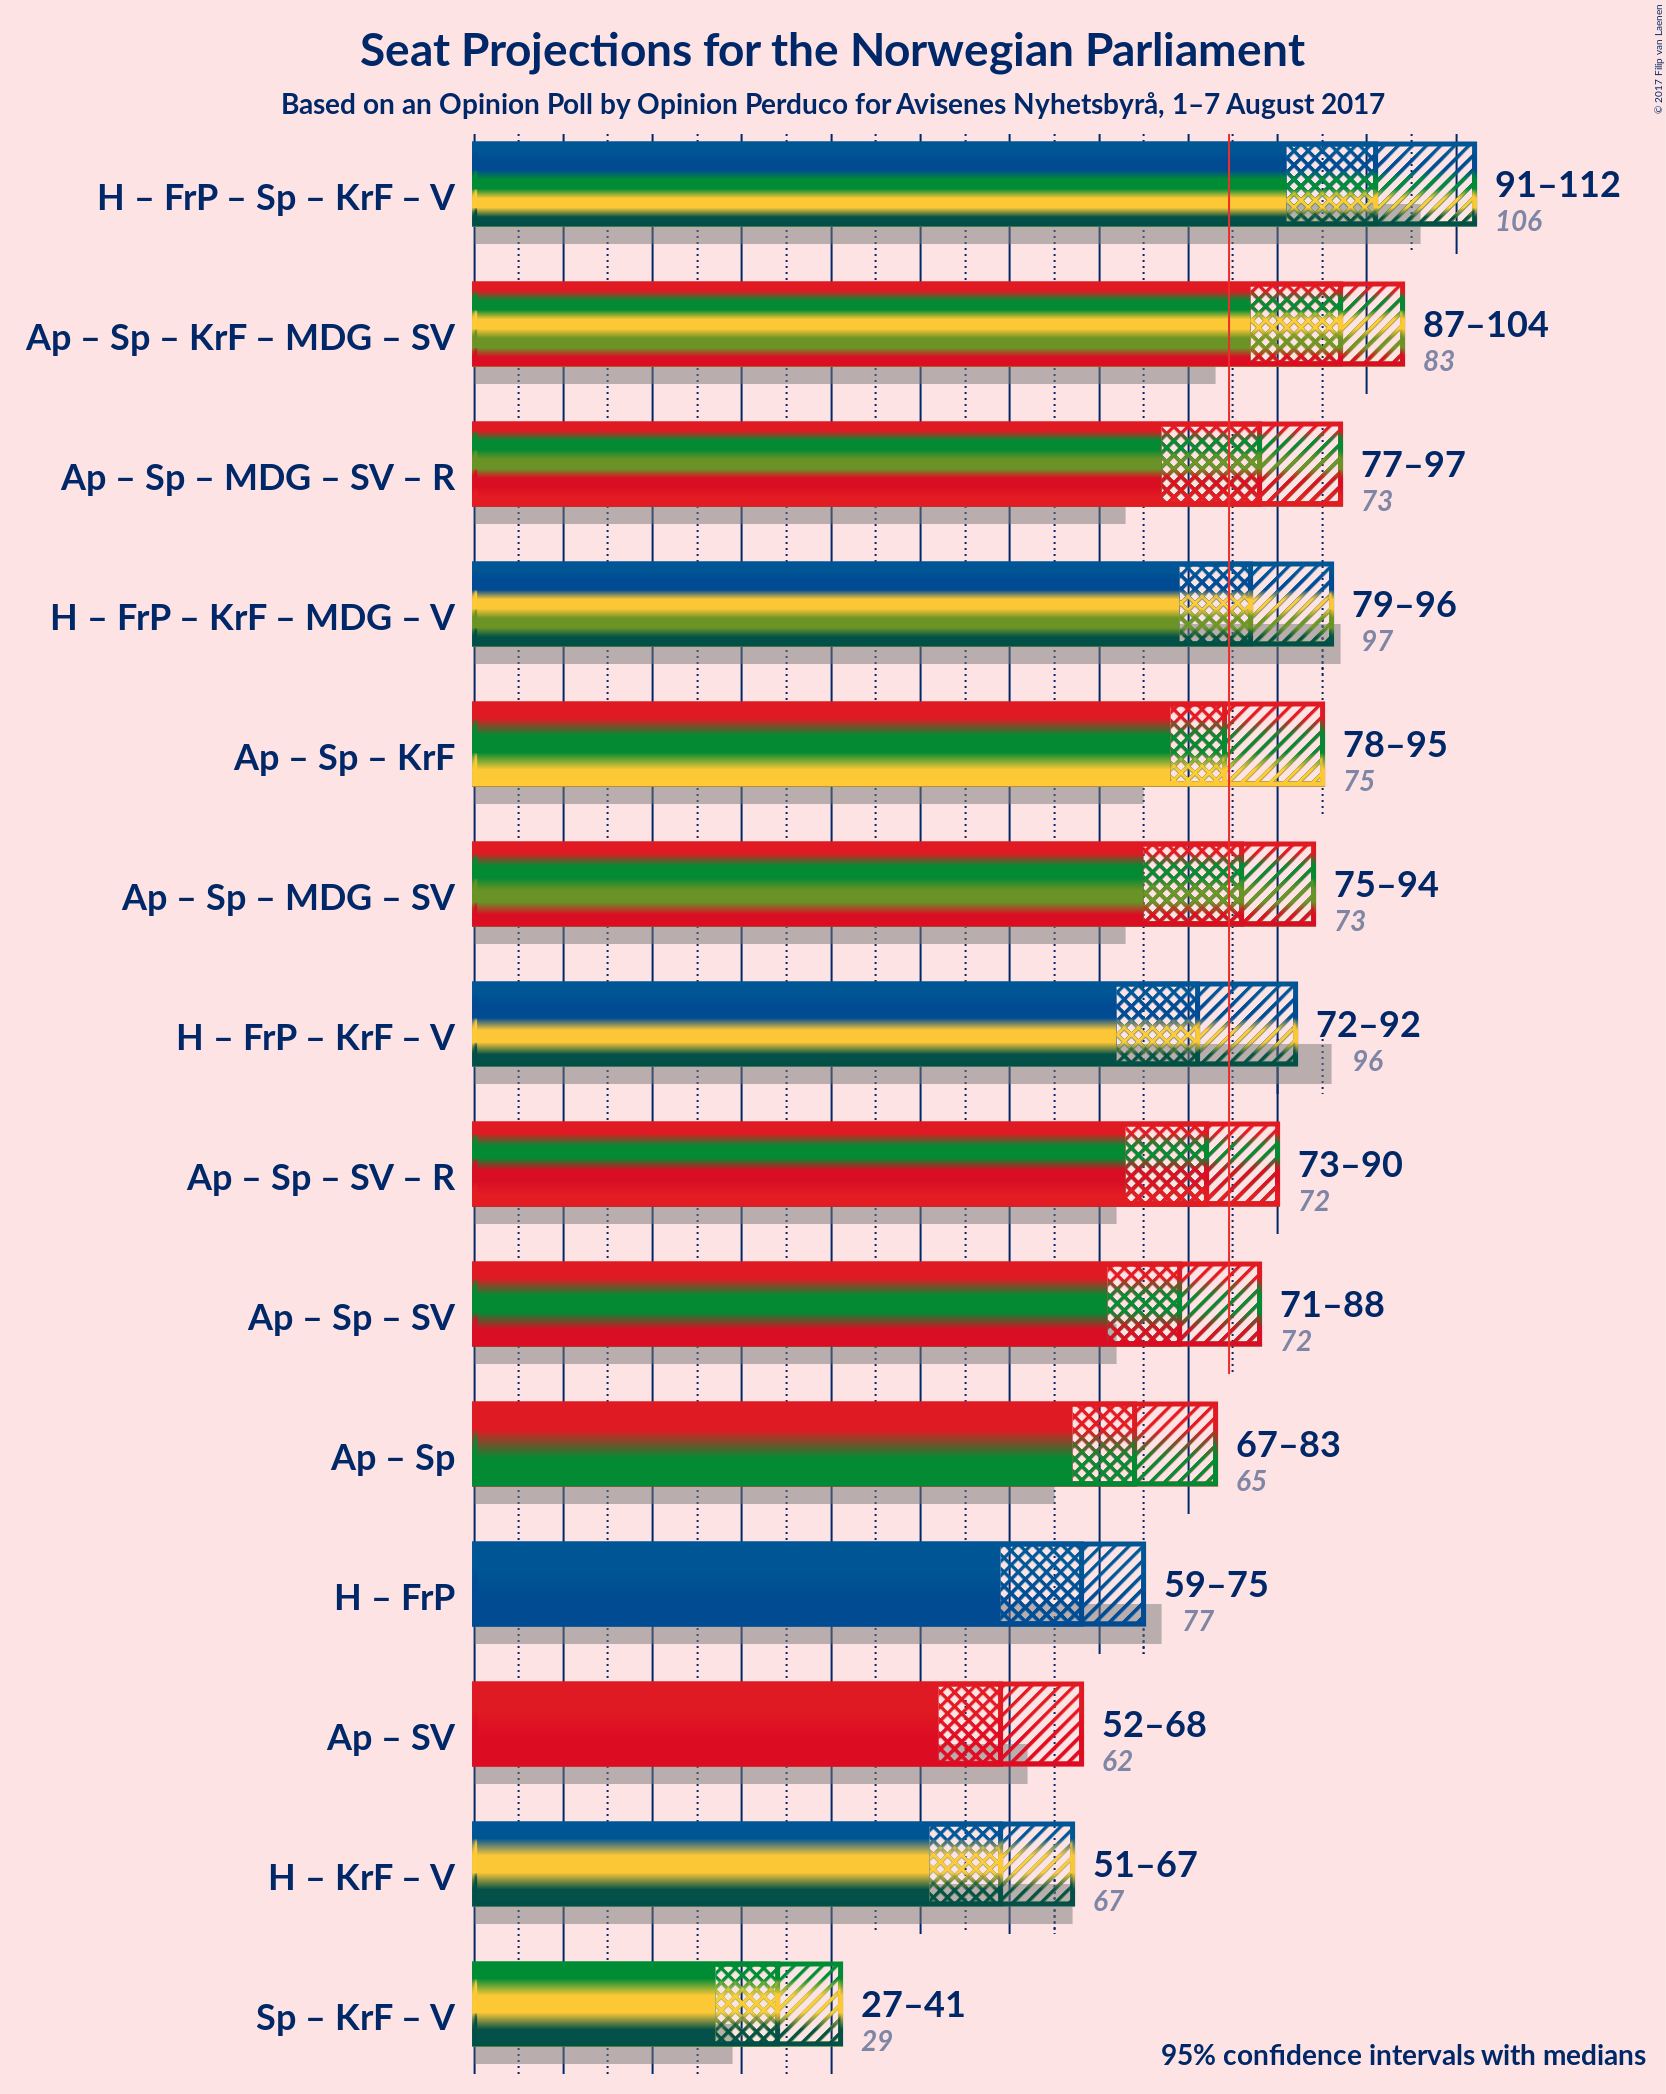 Seat Projections for the Norwegian Parliament
Based on an Opinion Poll by Opinion Perduco for Avisenes Nyhetsbyrå, 1–7 August 2017
© 2017 Filip van Laenen
H – FrP – Sp – KrF – V
91–112
106
Ap – Sp – KrF – MDG – SV
87–104
83
Ap – Sp – MDG – SV – R
77–97
73
H – FrP – KrF – MDG – V
79–96
97
Ap – Sp – KrF
78–95
75
Ap – Sp – MDG – SV
75–94
73
H – FrP – KrF – V
72–92
96
Ap – Sp – SV – R
73–90
72
Ap – Sp – SV
71–88
72
Ap – Sp
67–83
65
H – FrP
59–75
77
Ap – SV
52–68
62
H – KrF – V
51–67
67
Sp – KrF – V
27–41
29
95% confidence intervals with medians